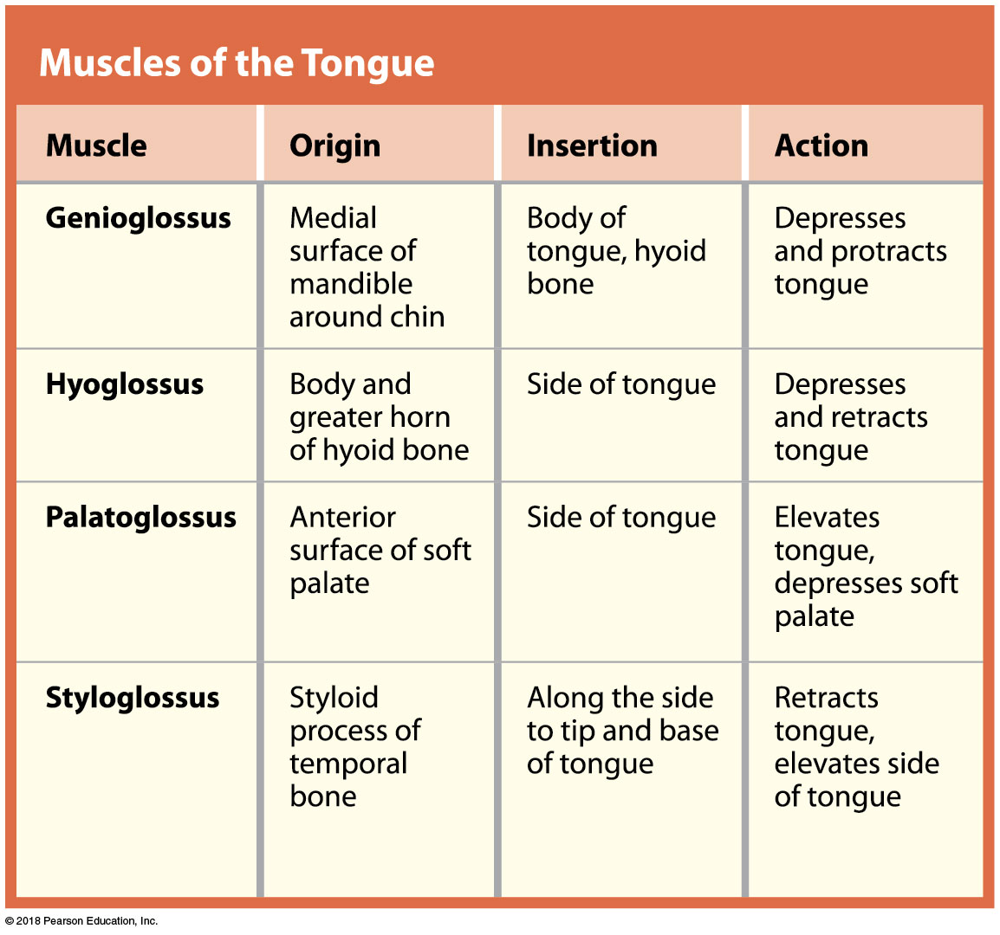 Muscles of the Tongue
Muscle
Origin
Insertion
Action
Genioglossus
Medial
surface of
mandible
around chin
Body of
tongue, hyoid
bone
Depresses
and protracts
tongue
Hyoglossus
Body and
greater horn
of hyoid bone
Side of tongue
Depresses
and retracts
tongue
Palatoglossus
Anterior
surface of soft
palate
Side of tongue
Elevates
tongue,
depresses soft
palate
Styloglossus
Styloid
process of
temporal
bone
Along the side
to tip and base
of tongue
Retracts
tongue,
elevates side
of tongue
© 2018 Pearson Education, Inc.